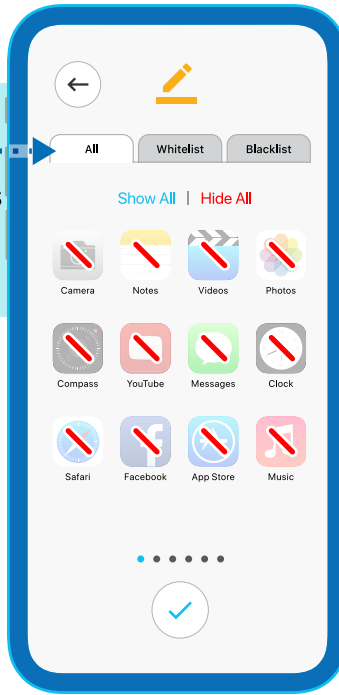 All Whitelist Blacklist
Show All | Hide All
Camera Notes Videos Photos
Compass YouTube Messages Clock
Safari Facebook App Store Music